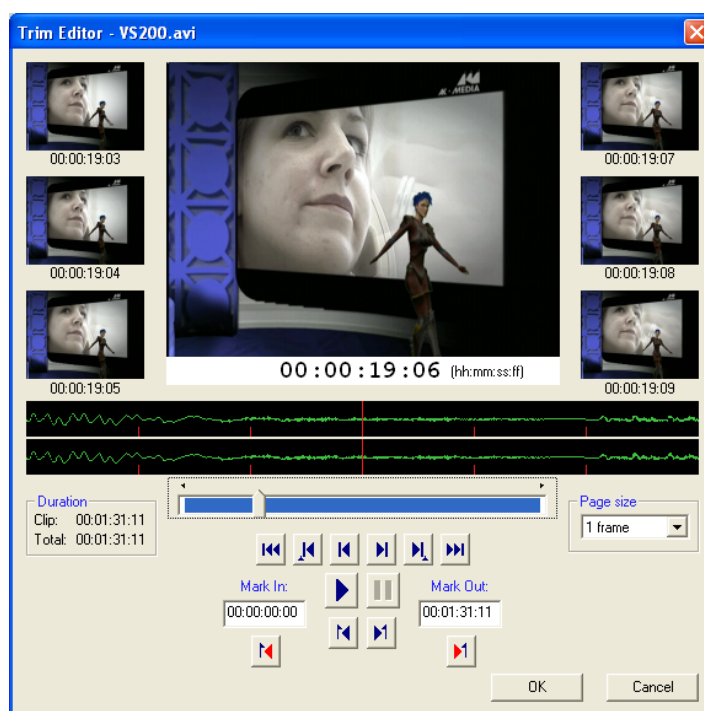 Trim Editor - VS200.avi
AK-MEDIA
00:00:19:03
00:00:19:04
00:00:19:05
00:00:19:06 (hh:mm:ss:ff)
00:00:19:07
00:00:19:08
00:00:19:09
Duration
Clip: 00:01:31:11
Total: 00:01:31:11
Page size
1 frame
Mark In:
00:00:00:00
Mark Out:
00:01:31:11
OK
Cancel